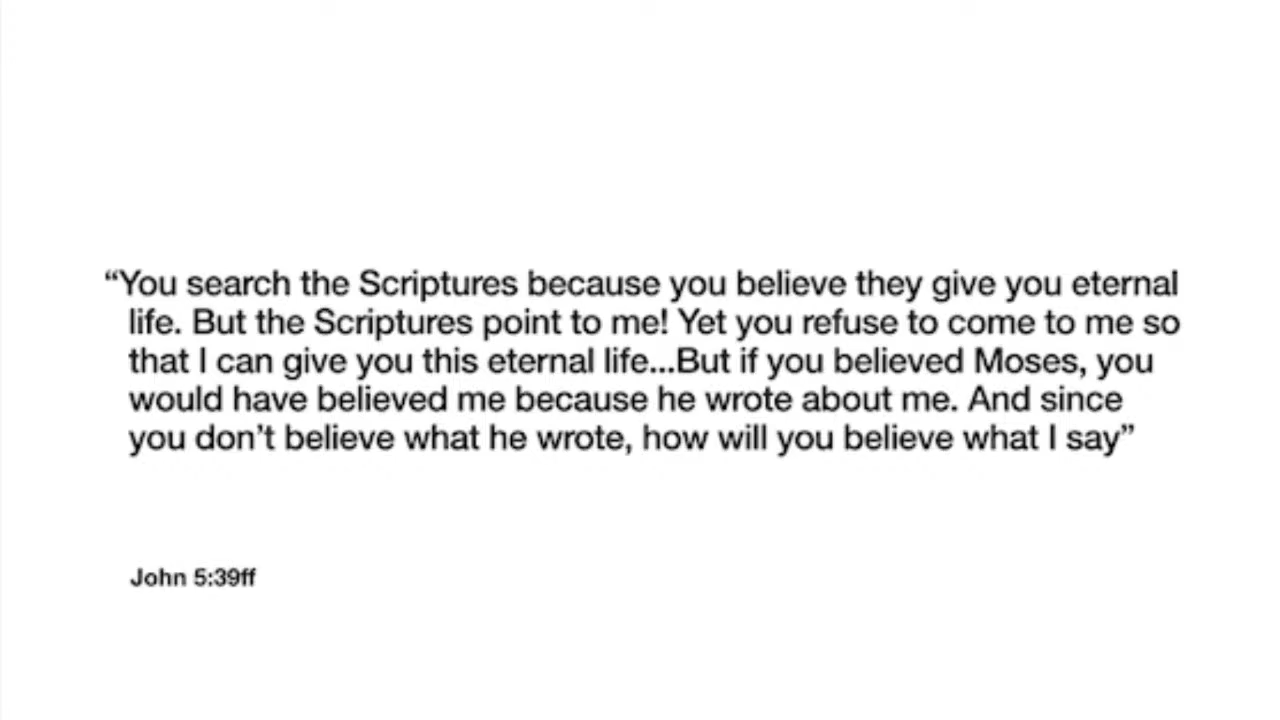 “You search the Scriptures because you believe they give you eternal
life. But the Scriptures point to me! Yet you refuse to come to me so
that I can give you this eternal life...But if you believed Moses, you
would have believed me because he wrote about me. And since
you don’t believe what he wrote, how will you believe what I say”
John 5:39ff